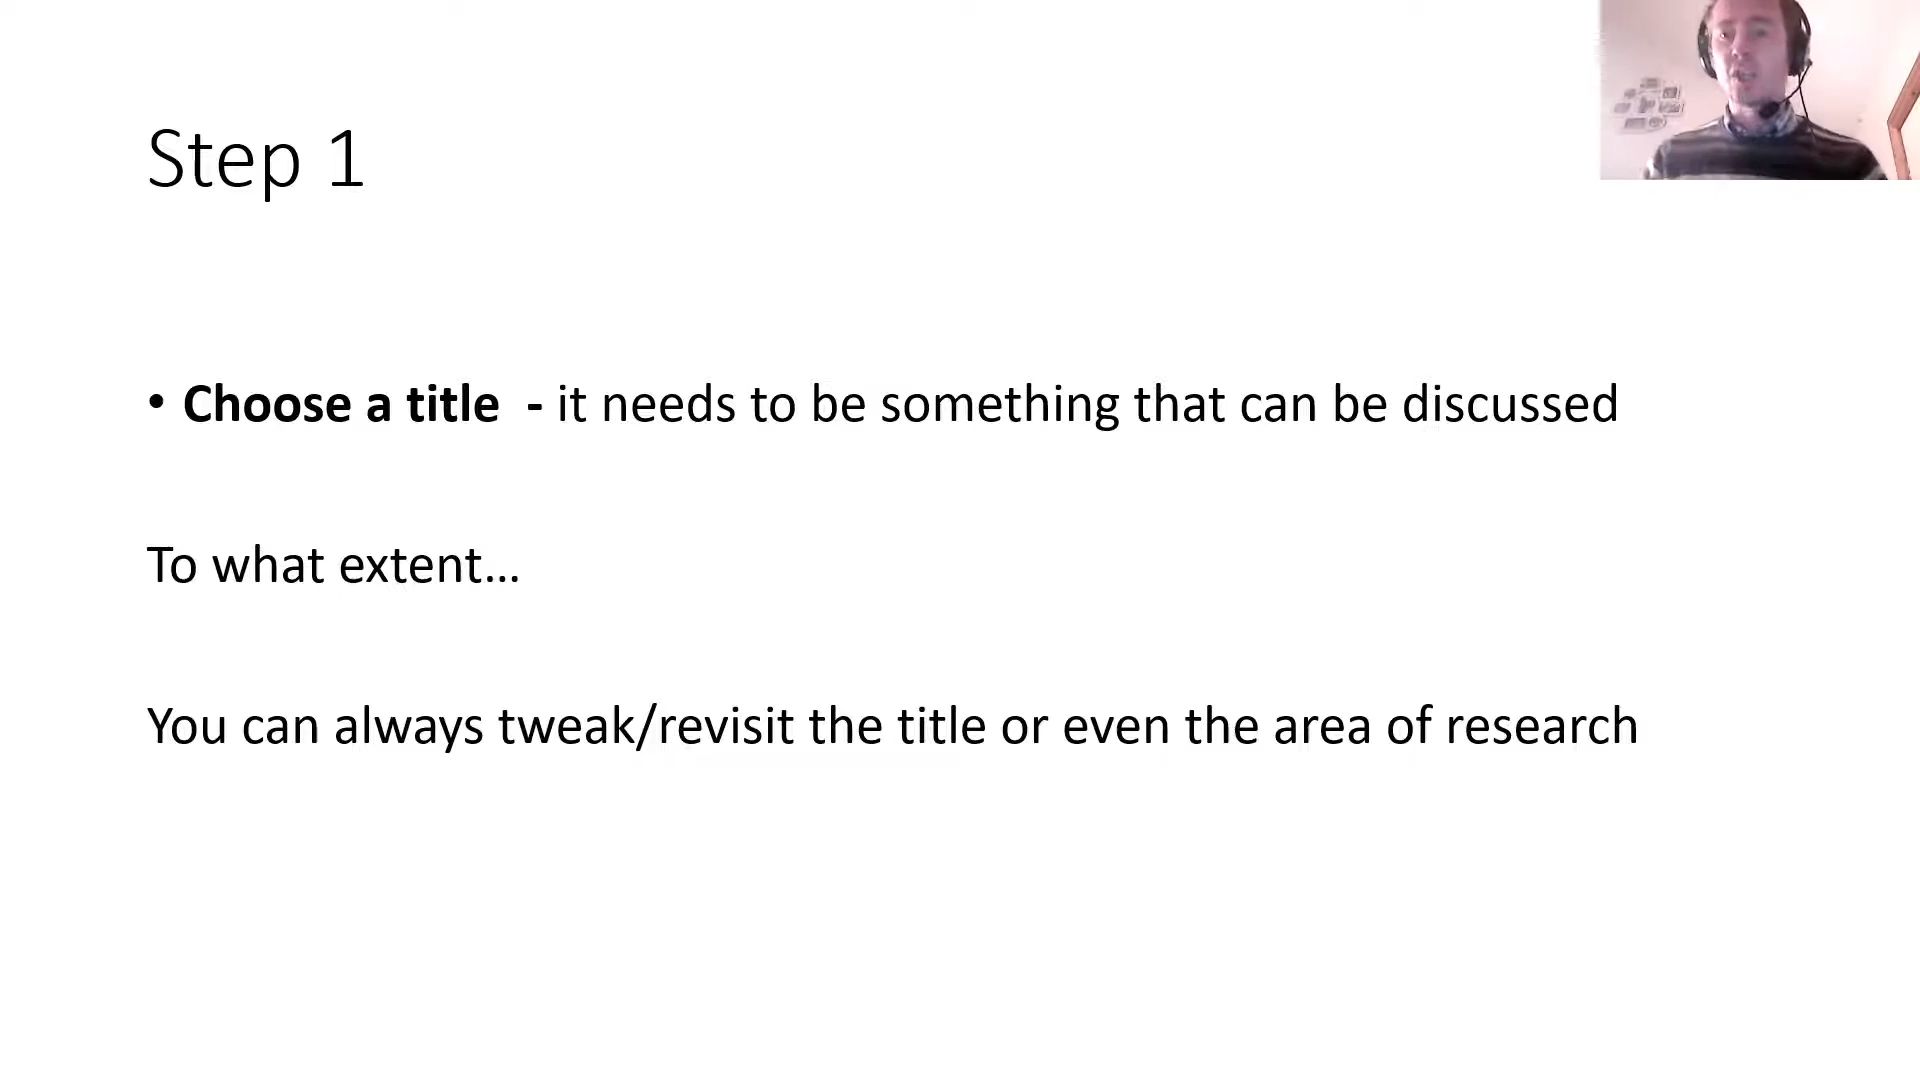 Step 1
• Choose a title  - it needs to be something that can be discussed
To what extent…
You can always tweak/revisit the title or even the area of research